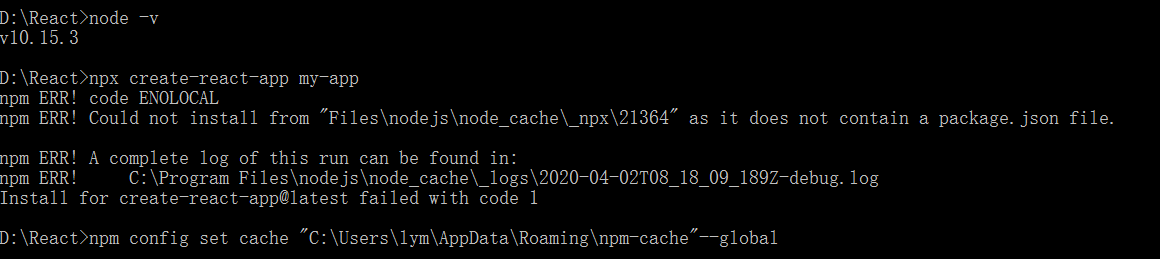 D:\React>node -v
v10.15.3
D:\React>npx create-react-app my-app
npm ERR! code ENOLOCAL
npm ERR! Could not install from "Files\nodejs\node_cache\_npx\21364" as it does not contain a package.json file.
npm ERR! A complete log of this run can be found in:
npm ERR!     C:\Program Files\nodejs\node_cache\_logs\2020-04-02T08_18_09_189Z-debug.log
Install for create-react-app@latest failed with code 1
D:\React>npm config set cache "C:\Users\lym\AppData\Roaming\npm-cache"--global